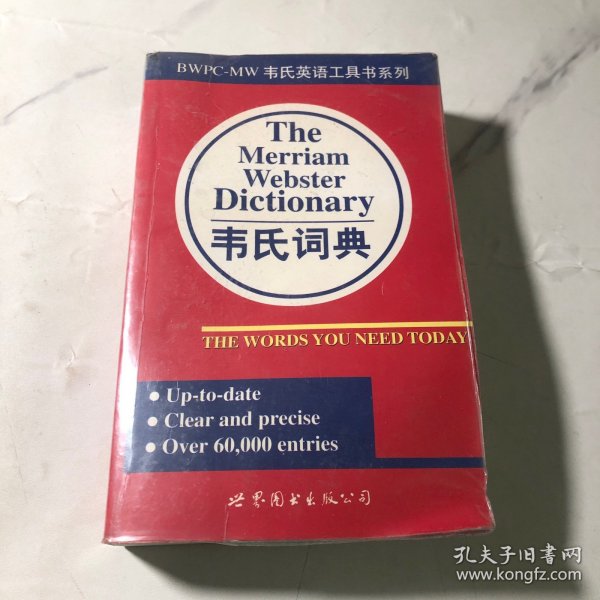 BWPC-MW 韦氏英语工具书系列
The
Merriam
Webster
Dictionary
韦氏词典
THE WORDS YOU NEED TODAY
● Up-to-date
● Clear and precise
● Over 60,000 entries
世界图书出版公司
孔夫子旧书网
www.kongfz.com